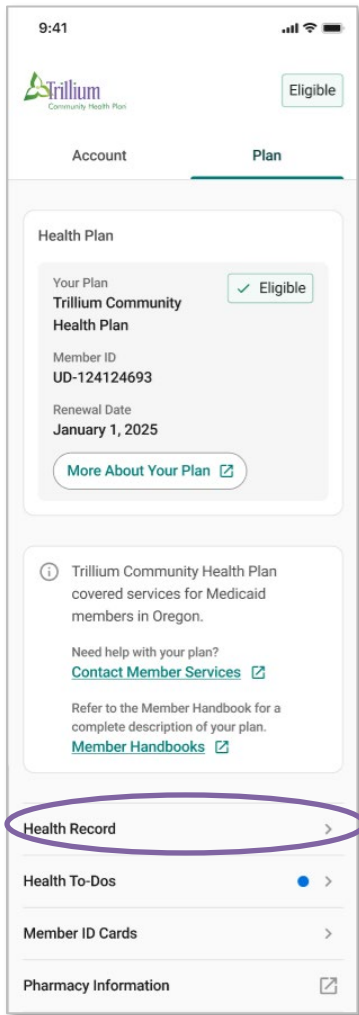 9:41
Trillium
Community Health Plan
Eligible
Account
Plan
Health Plan
Your Plan
Trillium Community
Health Plan
Eligible
Member ID
UD-124124693
Renewal Date
January 1, 2025
More About Your Plan
Trillium Community Health Plan
covered services for Medicaid
members in Oregon.
Need help with your plan?
Contact Member Services
Refer to the Member Handbook for a
complete description of your plan.
Member Handbooks
Health Record
Health To-Dos
Member ID Cards
Pharmacy Information